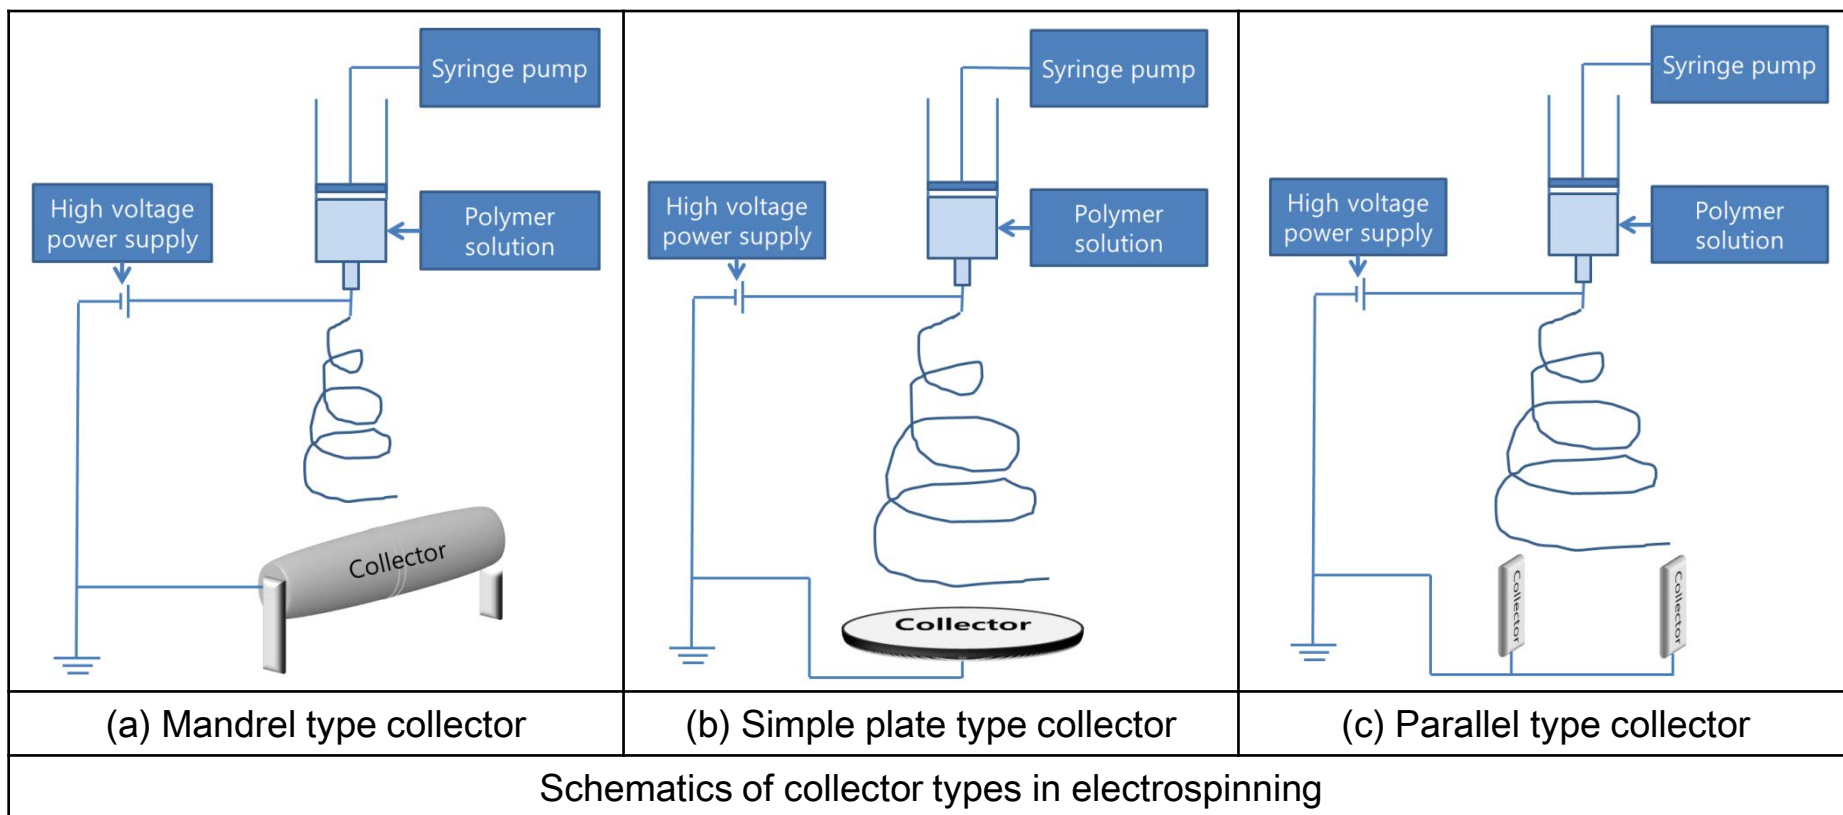 Syringe pump
High voltage
power supply
Polymer
solution
Collector
Syringe pump
High voltage
power supply
Polymer
solution
Collector
Syringe pump
High voltage
power supply
Polymer
solution
Collector
Collector
(a) Mandrel type collector
(b) Simple plate type collector
(c) Parallel type collector
Schematics of collector types in electrospinning